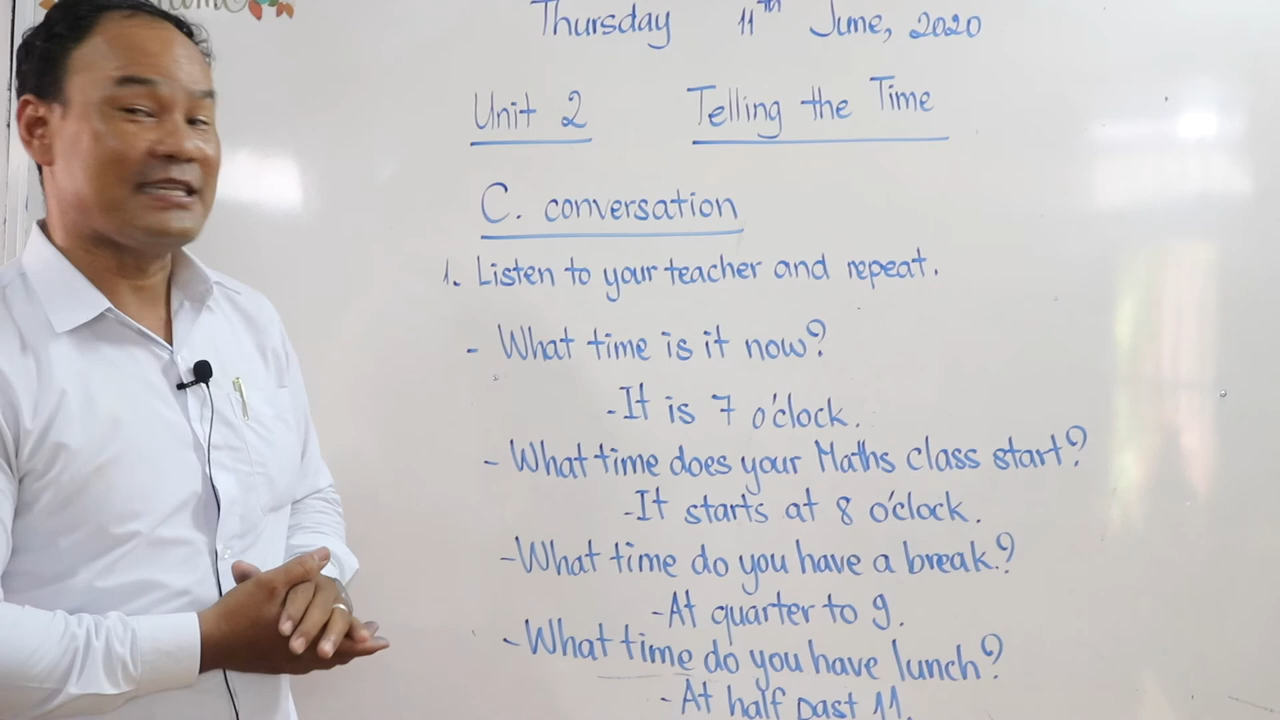 Thursday 11th June, 2020
Unit 2 Telling the Time
C. conversation
1. Listen to your teacher and repeat.
- What time is it now?
- It is 7 o'clock.
- What time does your Maths class start?
- It starts at 8 o'clock.
- What time do you have a break.?
- At quarter to 9.
- What time do you have lunch?
- At half past 11.